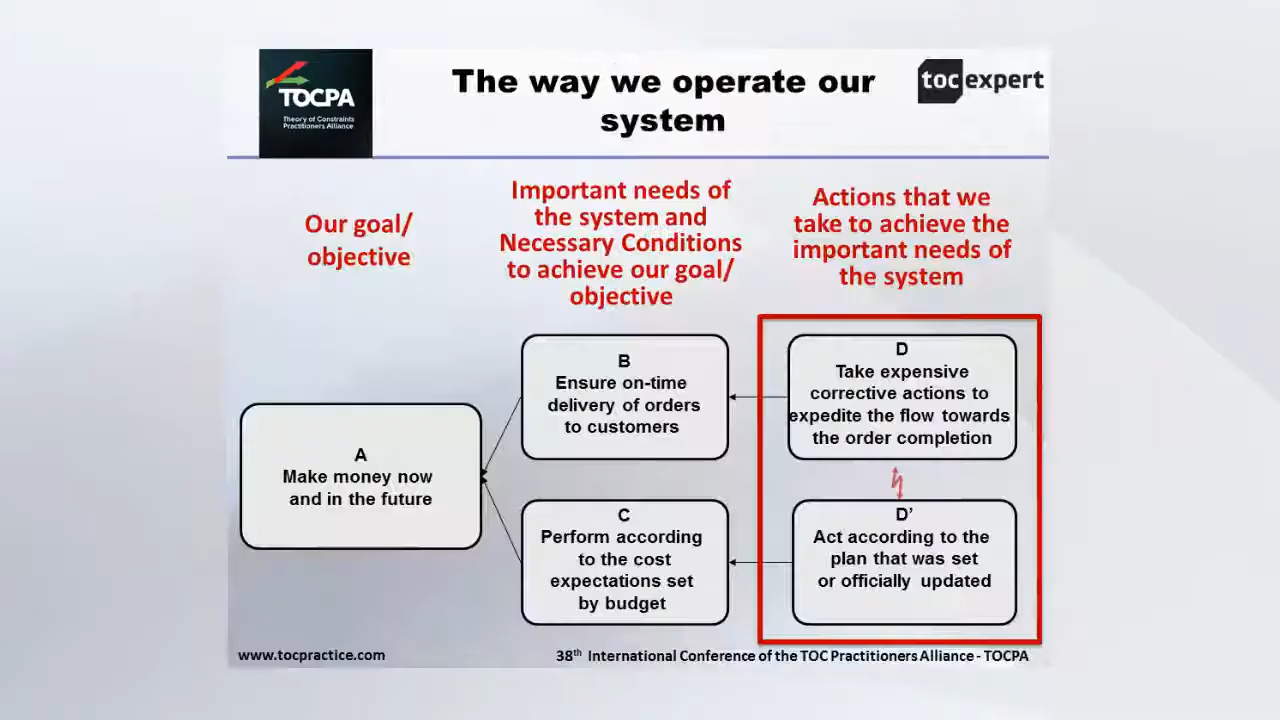 TOCPA
Theory of Constraints
Practitioners Alliance
The way we operate our
system
tocexpert
Our goal/
objective
Important needs of
the system and
Necessary Conditions
to achieve our goal/
objective
Actions that we
take to achieve the
important needs of
the system
A
Make money now
and in the future
B
Ensure on-time
delivery of orders
to customers
C
Perform according
to the cost
expectations set
by budget
D
Take expensive
corrective actions to
expedite the flow towards
the order completion
D’
Act according to the
plan that was set
or officially updated
www.tocpractice.com
38th International Conference of the TOC Practitioners Alliance - TOCPA